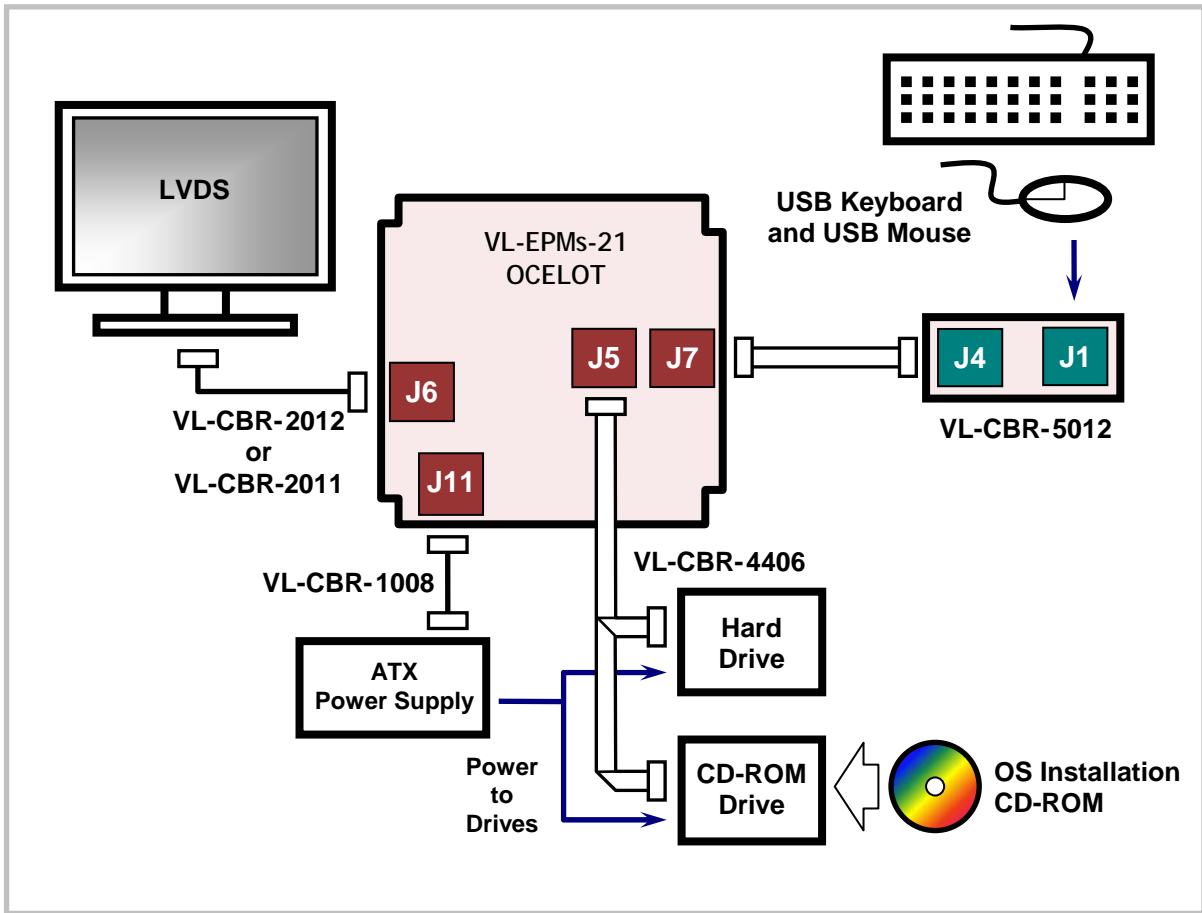 LVDS
USB Keyboard
and USB Mouse
VL-EPMs-21
OCELOT
J5
J7
J4
J1
J6
VL-CBR-5012
VL-CBR-2012
or
VL-CBR-2011
J11
VL-CBR-1008
VL-CBR-4406
Hard
Drive
ATX
Power Supply
Power
to
Drives
CD-ROM
Drive
OS Installation
CD-ROM